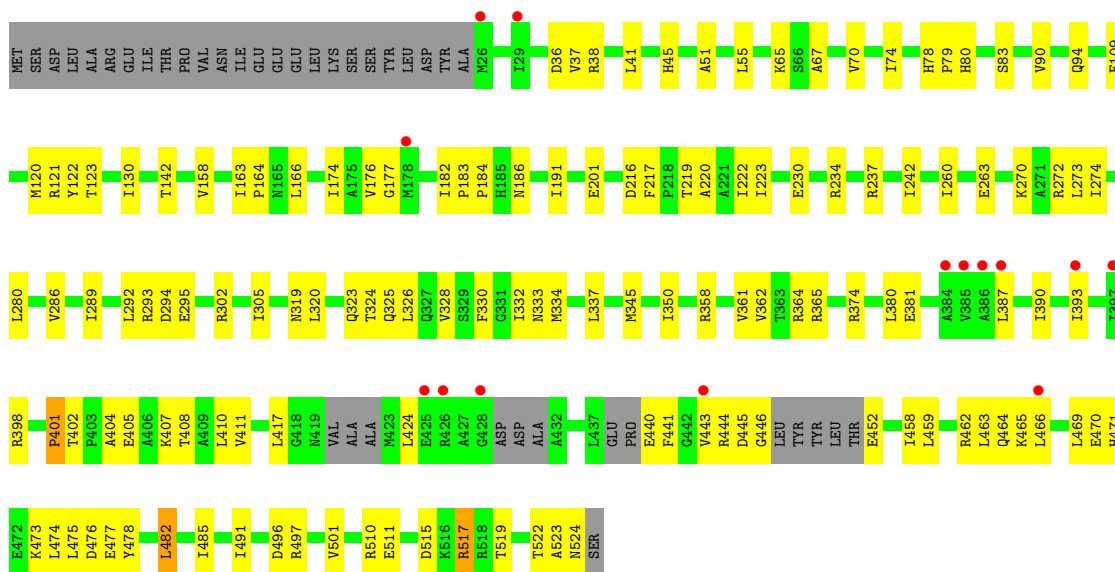 MET SER ASP LEU LEU ALA ARG GLU ILE THR PRO VAL ASN ILE GLU GLU GLU LEU LYS SER SER TYR LEU ASP TYR ALA M26 I29 D36 V37 R38 L41 H45 A51 L55 K65 S66 A67 V70 I74 H78 P79 H80 S83 V90 Q94
M120 R121 Y122 T123 I130 T142 V158 I163 P164 N165 L166 I174 A175 V176 G177 M178 I182 P183 P184 H185 N186 I191 E201 D216 F217 P218 T219 A220 A221 I222 I223 E230 R234 R237 I242 I260 E263 K270 A271 R272 L273 I274
L280 V286 I289 L292 R293 D294 E295 R302 I305 N319 L320 Q323 T324 Q325 L326 Q327 V328 S329 F330 G331 I332 N333 M334 L337 M345 I350 R358 V361 V362 T363 R364 R365 R374 L380 E381 A384 V385 A386 L387 I390 I393
R398 P401 T402 P403 A404 E405 A406 K407 T408 A409 L410 V411 L417 G418 N419 VAL ALA ALA M423 L424 E425 R426 A427 G428 ASP ASP ALA A432 L437 GLU PRO E440 F441 G442 V443 R444 D445 G446 LEU TYR TYR LEU THR E452 I458 L459 R462 L463 Q464 K465 L466 L469 E470 H471
E472 K473 L474 L475 D476 E477 Y478 L482 I485 I491 D496 R497 V501 R510 E511 D515 K516 R517 R518 T519 T522 A523 N524 SER